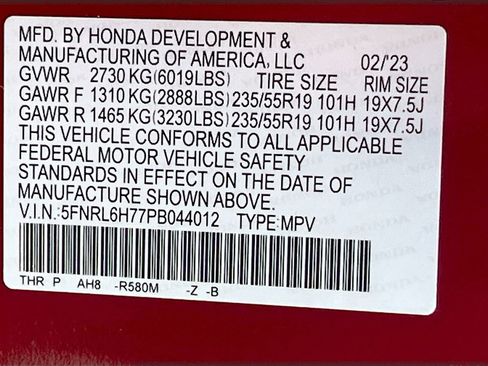 MFD. BY HONDA DEVELOPMENT &
MANUFACTURING OF AMERICA, LLC 02/'23
GVWR 2730 KG(6019LBS) TIRE SIZE RIM SIZE
GAWR F 1310 KG(2888LBS) 235/55R19 101H 19X7.5J
GAWR R 1465 KG(3230LBS) 235/55R19 101H 19X7.5J
THIS VEHICLE CONFORMS TO ALL APPLICABLE
FEDERAL MOTOR VEHICLE SAFETY
STANDARDS IN EFFECT ON THE DATE OF
MANUFACTURE SHOWN ABOVE.
V.I.N.:5FNRL6H77PB044012 TYPE:MPV
THR P AH8 -R580M -Z -B